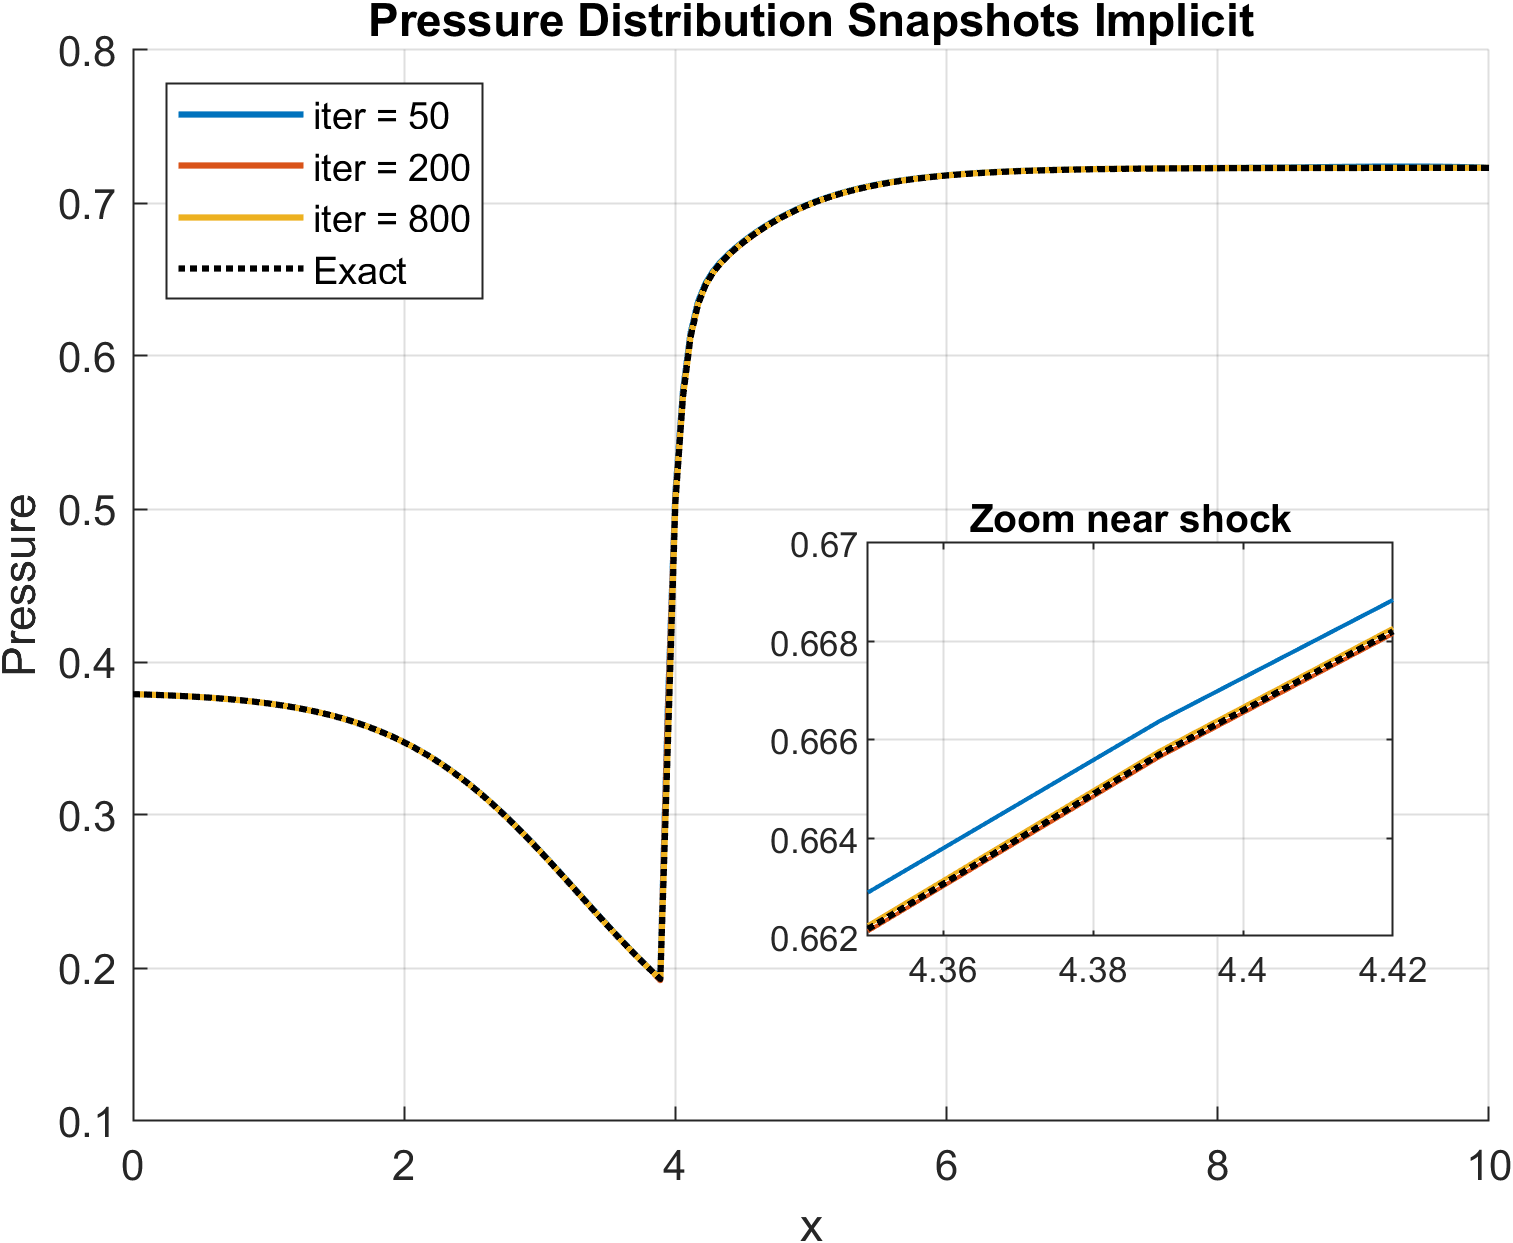 Pressure Distribution Snapshots Implicit
0.8
0.7
0.6
0.5
0.4
0.3
0.2
0.1
Pressure
iter = 50
iter = 200
iter = 800
Exact
Zoom near shock
0.67
0.668
0.666
0.664
0.662
4.36 4.38 4.4 4.42
0 2 4 6 8 10
x